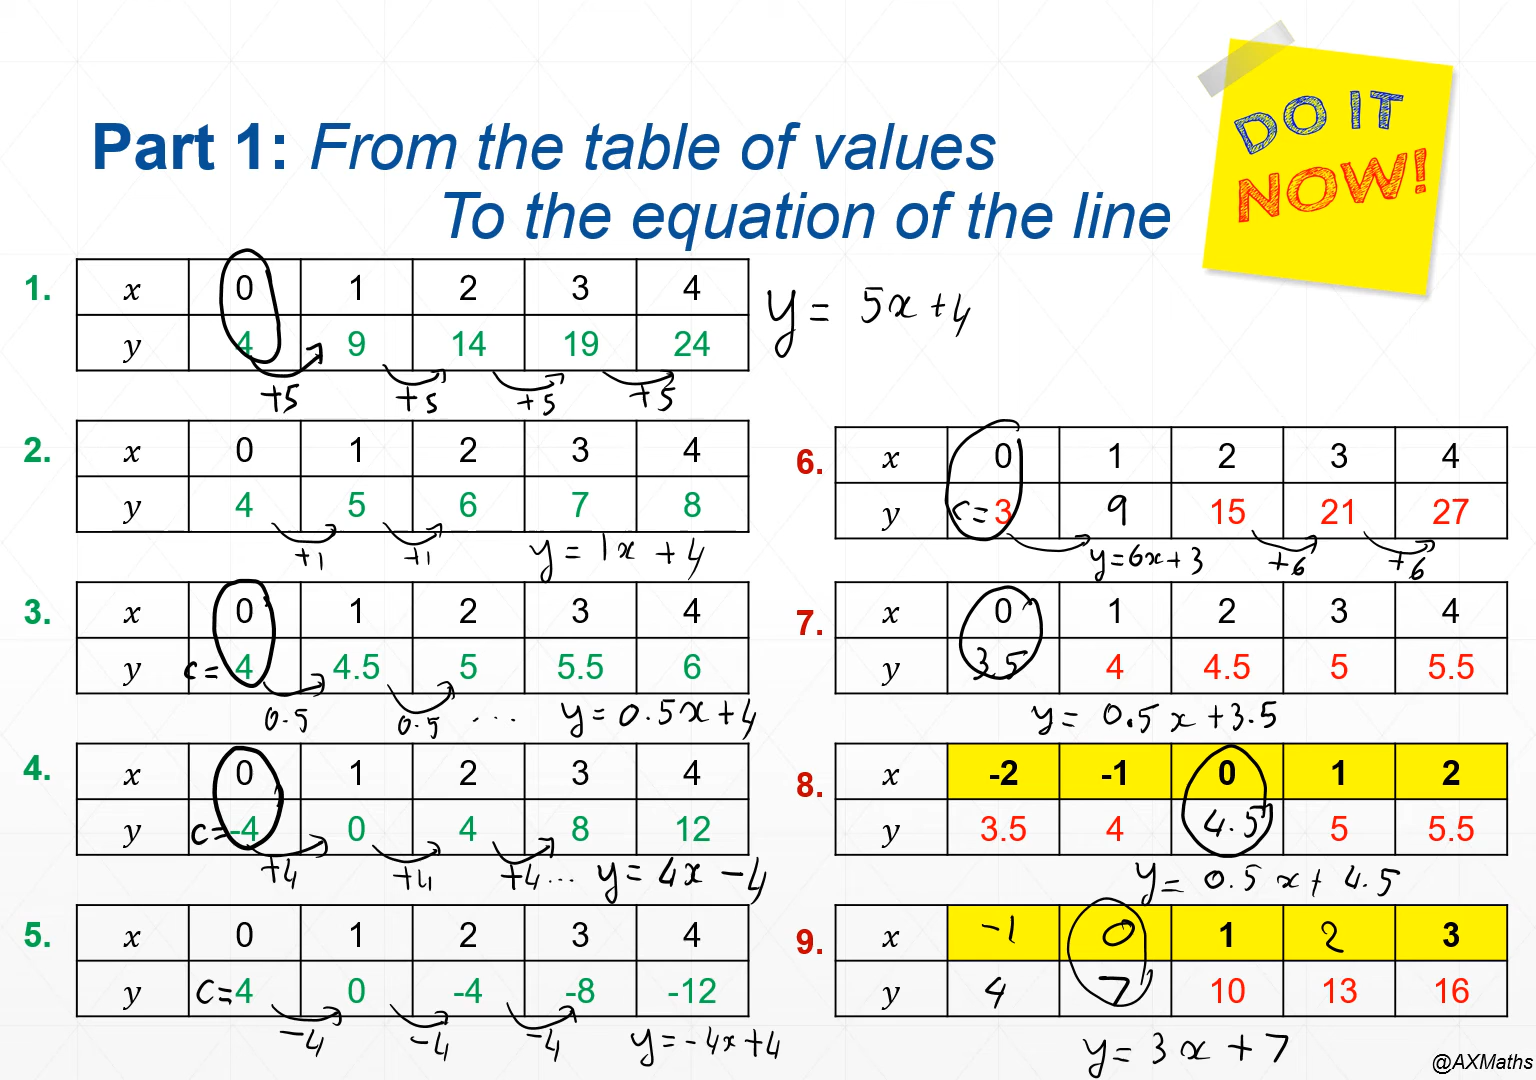 Part 1: From the table of values
To the equation of the line
DO IT
NOW!
1. x 0 1 2 3 4
y 4 9 14 19 24
+5 +5 +5 +5
y = 5x+4
2. x 0 1 2 3 4
y 4 5 6 7 8
+1 +1 y = 1x + 4
3. x 0 1 2 3 4
y c= 4 4.5 5 5.5 6
0.5 0.5 ... y = 0.5x+4
4. x 0 1 2 3 4
y c= -4 0 4 8 12
+4 +4 +4... y = 4x - 4
5. x 0 1 2 3 4
y C= 4 0 -4 -8 -12
-4 -4 -4 y = -4x+4
6. x 0 1 2 3 4
y c= 3 9 15 21 27
y=6x+3 +6 +6
7. x 0 1 2 3 4
y 3.5 4 4.5 5 5.5
y = 0.5x+3.5
8. x -2 -1 0 1 2
y 3.5 4 4.5 5 5.5
y = 0.5x+ 4.5
9. x -1 0 1 2 3
y 4 7 10 13 16
y = 3x + 7
@AXMaths